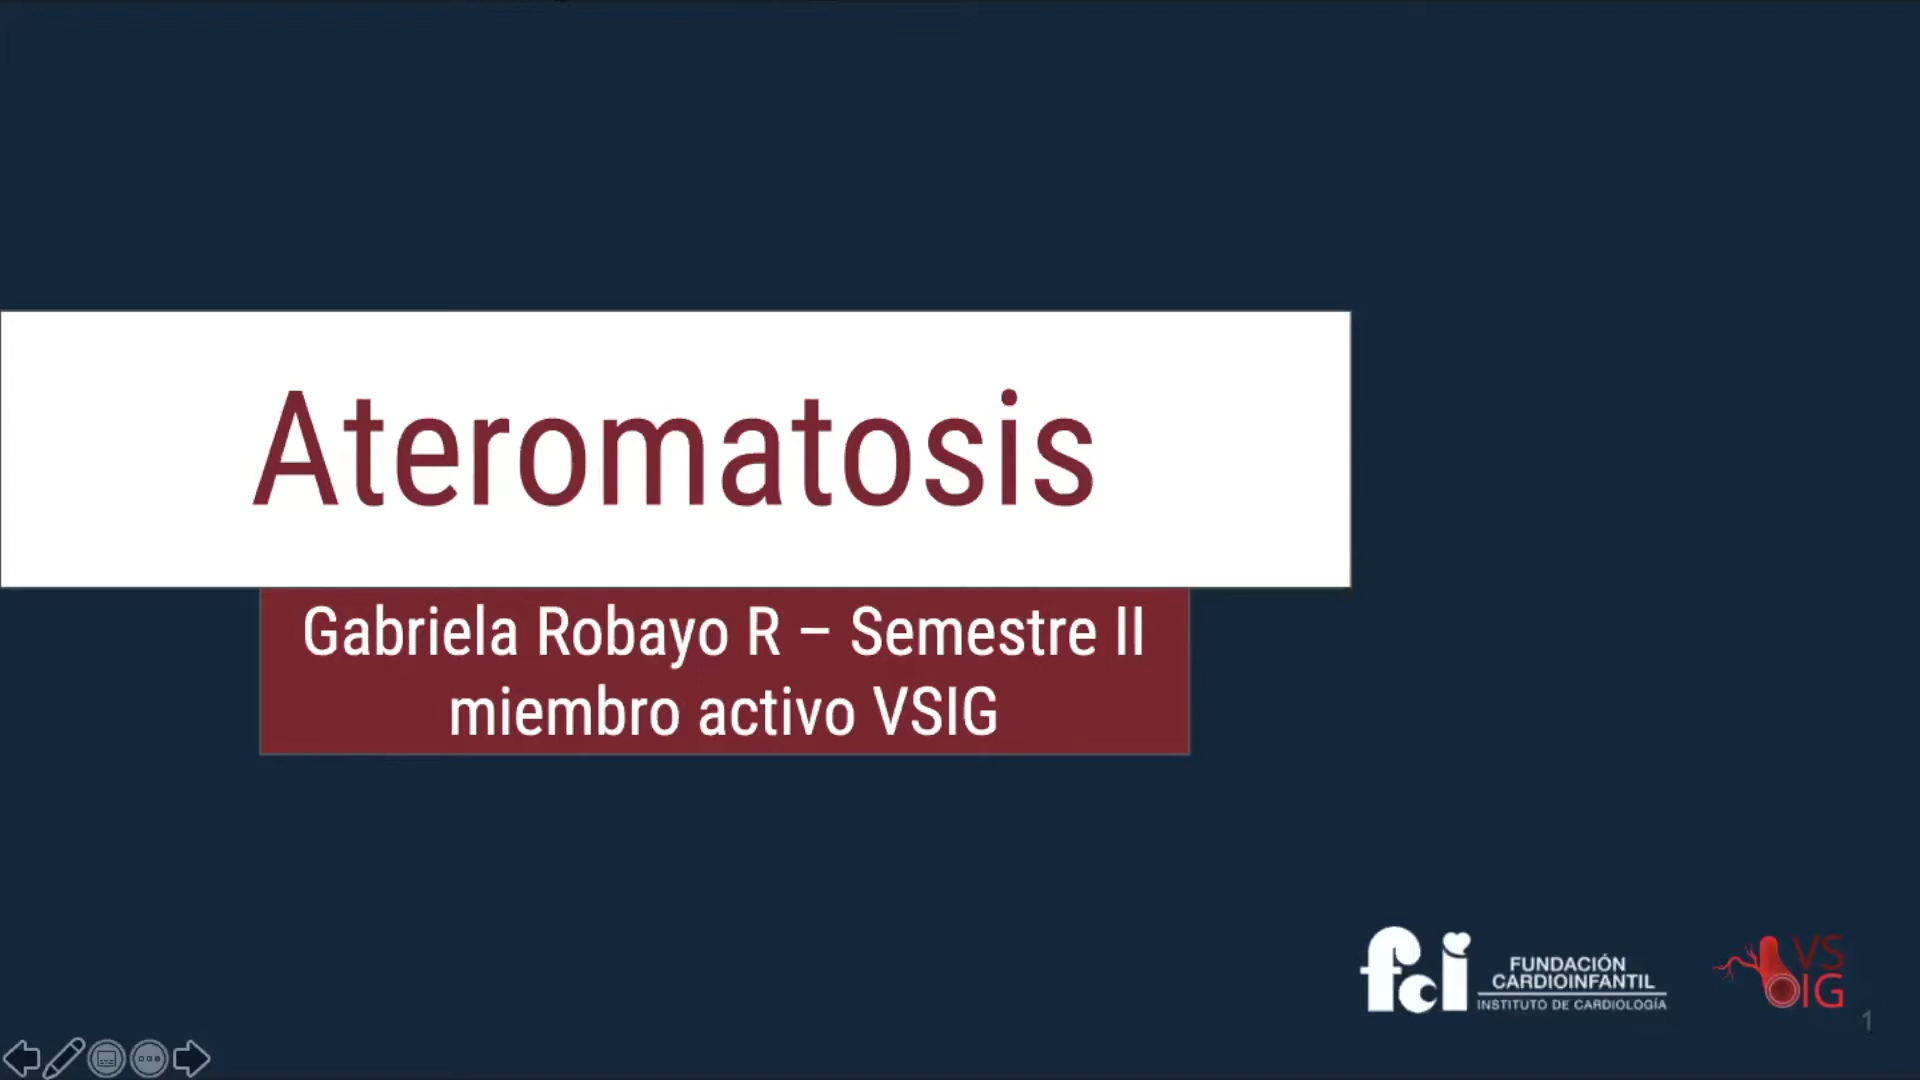 Ateromatosis
Gabriela Robayo R – Semestre II
miembro activo VSIG
fci
FUNDACIÓN
CARDIOINFANTIL
INSTITUTO DE CARDIOLOGÍA
VS
IG
1